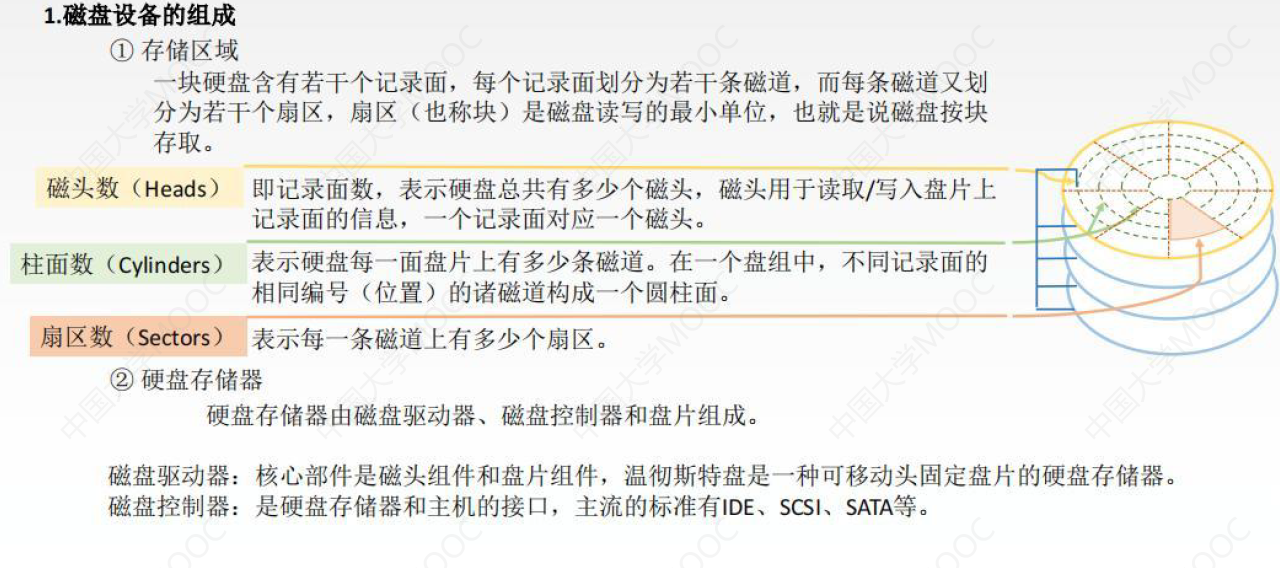 1.磁盘设备的组成
① 存储区域
一块硬盘含有若干个记录面，每个记录面划分为若干条磁道，而每条磁道又划
分为若干个扇区，扇区（也称块）是磁盘读写的最小单位，也就是说磁盘按块
存取。
磁头数（Heads） 即记录面数，表示硬盘总共有多少个磁头，磁头用于读取/写入盘片上
记录面的信息，一个记录面对应一个磁头。
柱面数（Cylinders） 表示硬盘每一面盘片上有多少条磁道。在一个盘组中，不同记录面的
相同编号（位置）的诸磁道构成一个圆柱面。
扇区数（Sectors） 表示每一条磁道上有多少个扇区。
② 硬盘存储器
硬盘存储器由磁盘驱动器、磁盘控制器和盘片组成。
磁盘驱动器：核心部件是磁头组件和盘片组件，温彻斯特盘是一种可移动头固定盘片的硬盘存储器。
磁盘控制器：是硬盘存储器和主机的接口，主流的标准有IDE、SCSI、SATA等。
中国大学MOOC